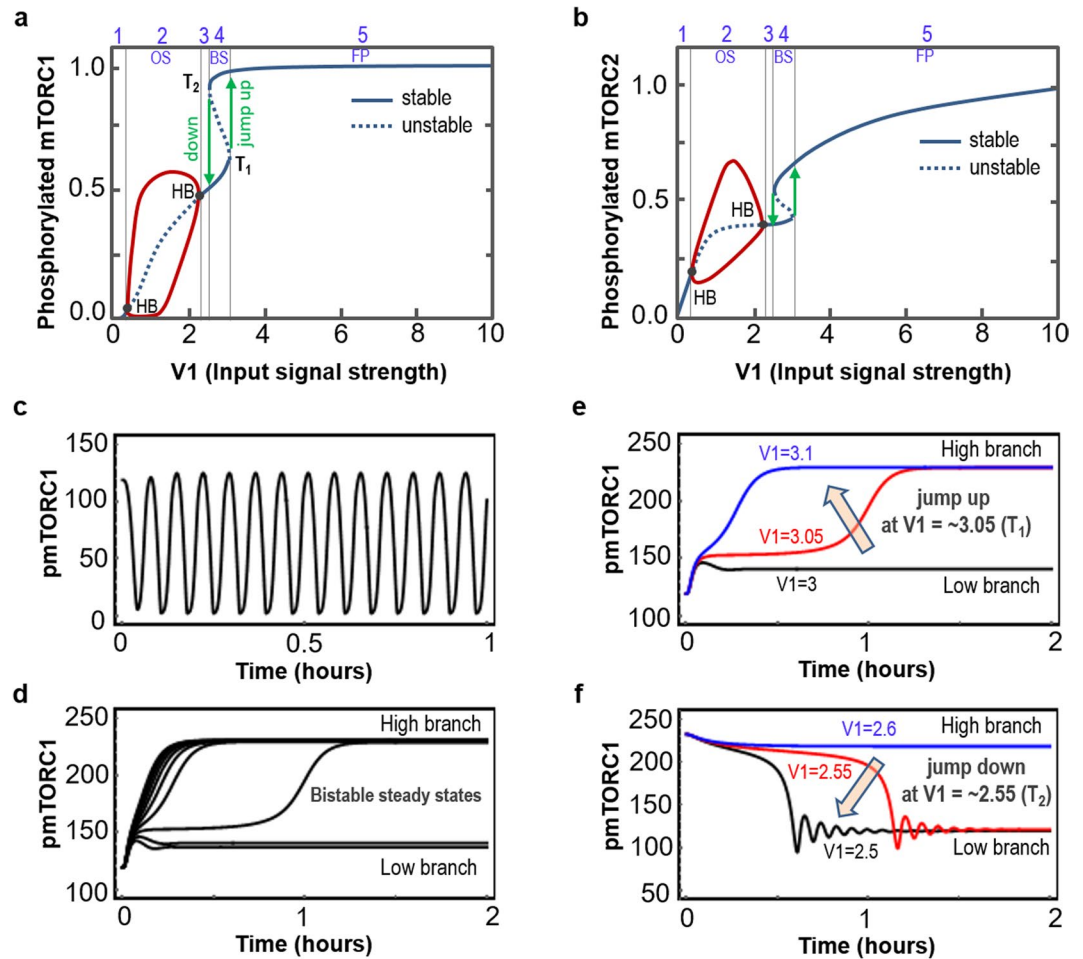 a
1 2 3 4 5
OS BS FP
Phosphorylated mTORC1
1.0
0.5
0.0
T2
T1
down
jump up
HB
HB
stable
unstable
0 2 4 6 8 10
V1 (Input signal strength)
b
1 2 3 4 5
OS BS FP
Phosphorylated mTORC2
1.0
0.5
0.0
HB
HB
stable
unstable
0 2 4 6 8 10
V1 (Input signal strength)
c
pmTORC1
150
100
50
0
0 0.5 1
Time (hours)
d
pmTORC1
250
200
150
100
High branch
Bistable steady states
Low branch
0 1 2
Time (hours)
e
pmTORC1
250
200
150
100
High branch
V1=3.1
jump up
at V1 = ~3.05 (T1)
V1=3.05
V1=3
Low branch
0 1 2
Time (hours)
f
pmTORC1
250
200
150
100
50
High branch
V1=2.6
V1=2.55
jump down
at V1 = ~2.55 (T2)
V1=2.5
Low branch
0 1 2
Time (hours)